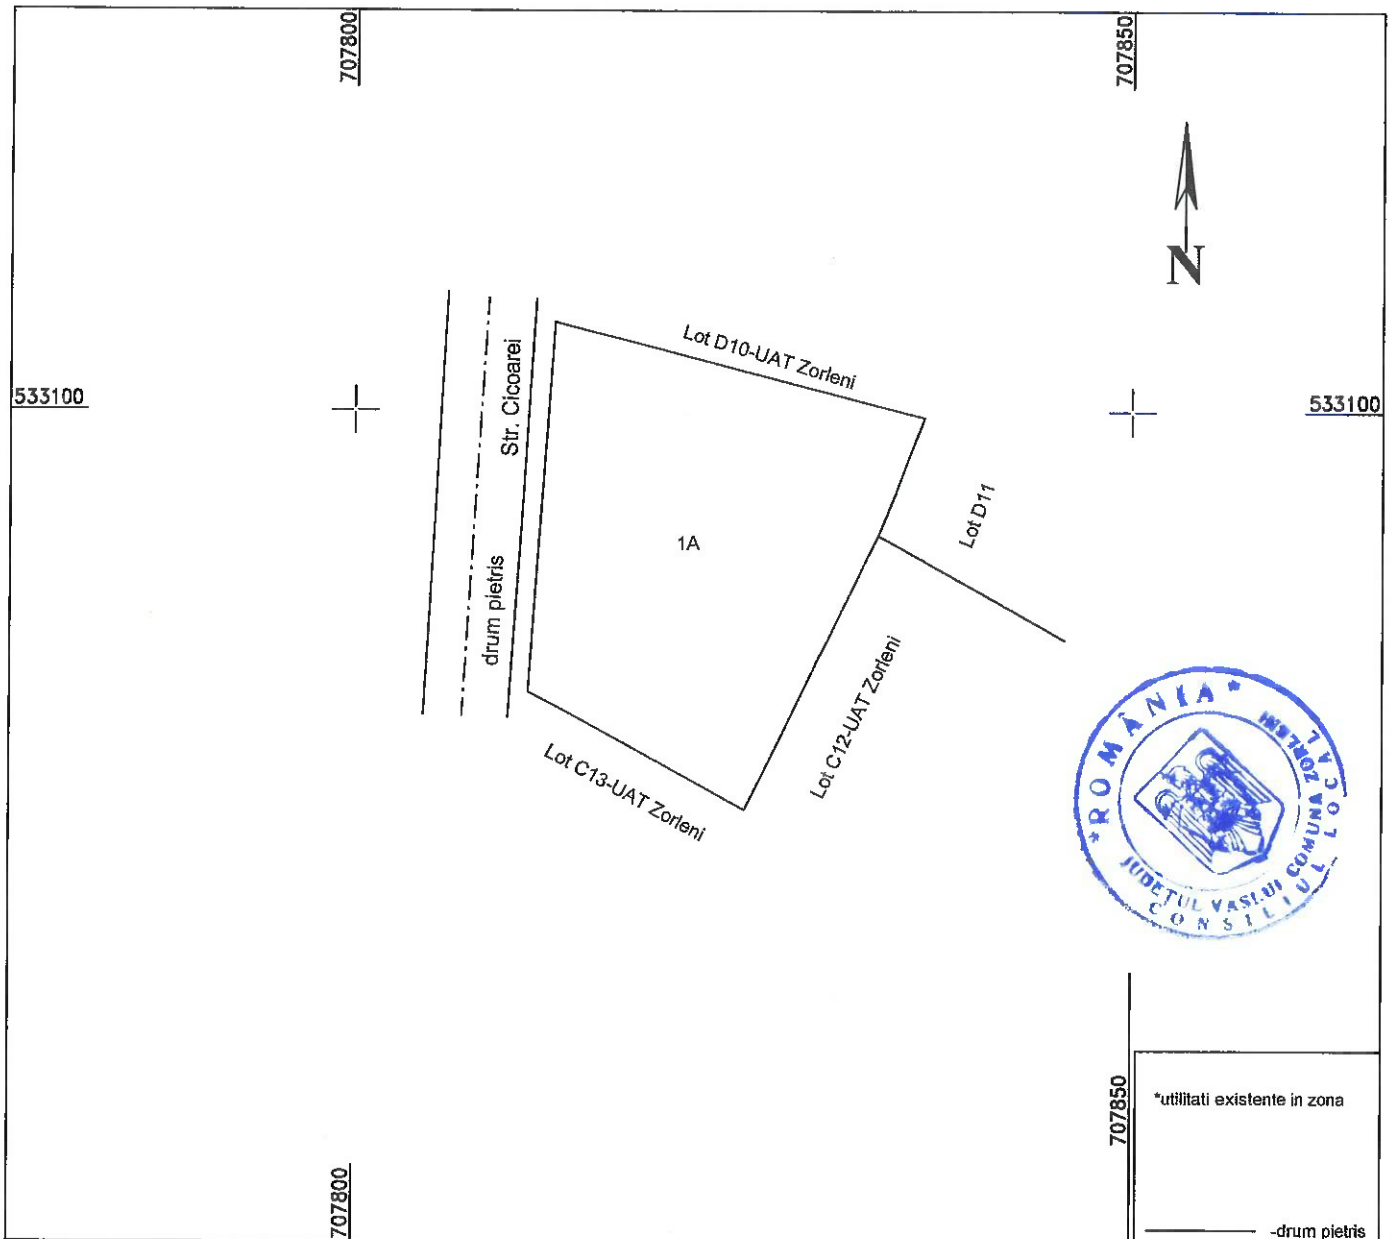 707800
707850
N
533100
533100
Lot D10-UAT Zorleni
Str. Cicoarei
drum pietris
1A
Lot D11
Lot C12-UAT Zorleni
Lot C13-UAT Zorleni
*ROMÂNIA*
JUDEŢUL VASLUI COMUNA ZORLENI
CONSILIUL LOCAL
707850
*utilitati existente in zona
707800
-drum pietris